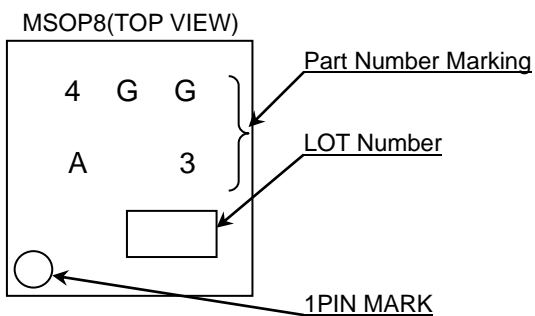 MSOP8(TOP VIEW)
Part Number Marking
4 G G
LOT Number
A 3
1PIN MARK